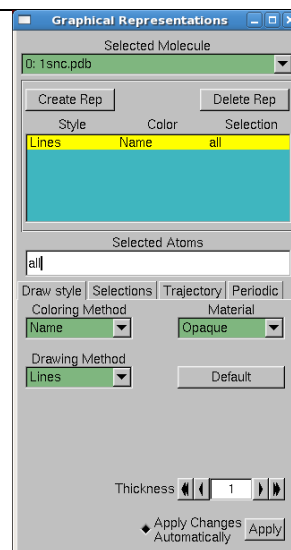 Graphical Representations
Selected Molecule
0: 1snc.pdb
Create Rep Delete Rep
Style Color Selection
Lines Name all
Selected Atoms
all
Draw style Selections Trajectory Periodic
Coloring Method Material
Name Opaque
Drawing Method
Lines Default
Thickness 1
Apply Changes
Automatically Apply